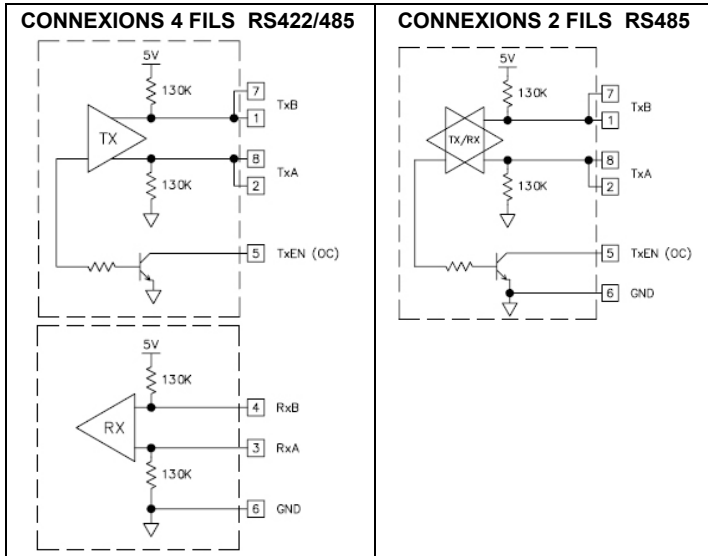 CONNEXIONS 4 FILS RS422/485
5V
130K
7
TxB
1
TX
8
TxA
130K
2
5 TxEN (OC)
5V
130K
4 RxB
RX
3 RxA
130K
6 GND
CONNEXIONS 2 FILS RS485
5V
130K
7
TxB
1
TX/RX
8
TxA
130K
2
5 TxEN (OC)
6 GND